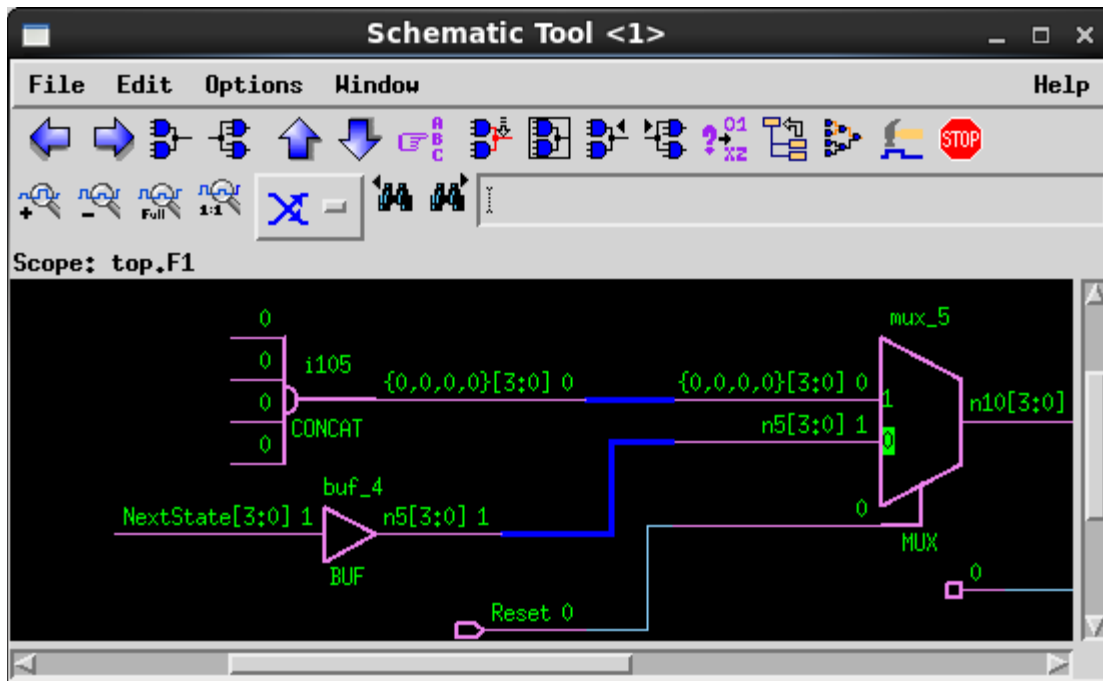 Schematic Tool <1>
File Edit Options Window Help
A
B
C
01
XZ
STOP
Full
1:1
Scope: top.F1
0
mux_5
0
i105
{0,0,0,0}[3:0] 0
{0,0,0,0}[3:0] 0
1
n10[3:0]
0
CONCAT
n5[3:0] 1
0
0
buf_4
NextState[3:0] 1
n5[3:0] 1
0
MUX
BUF
0
Reset 0